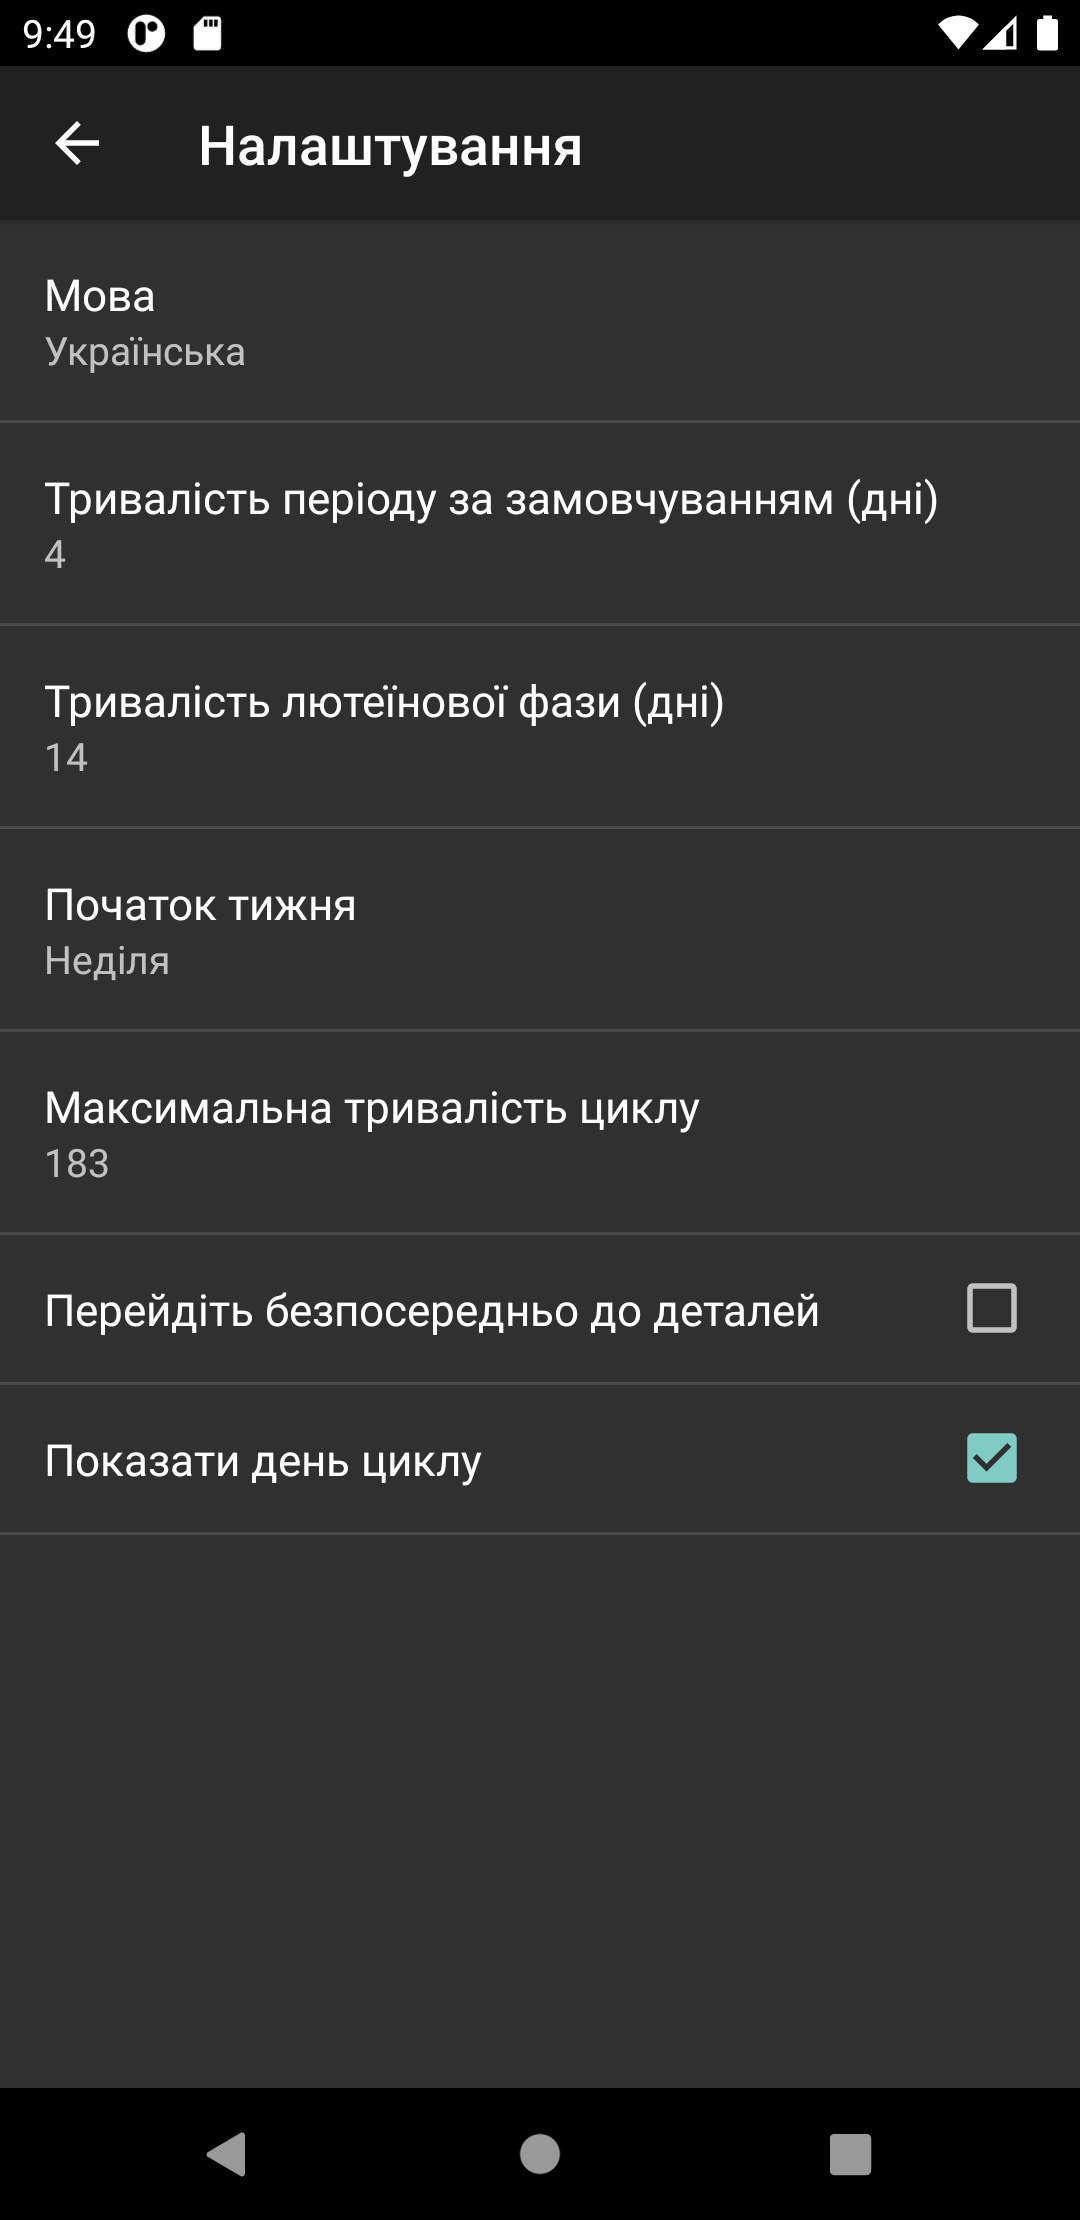 9:49
Налаштування
Мова
Українська
Тривалість періоду за замовчуванням (дні)
4
Тривалість лютеїнової фази (дні)
14
Початок тижня
Неділя
Максимальна тривалість циклу
183
Перейдіть безпосередньо до деталей
Показати день циклу